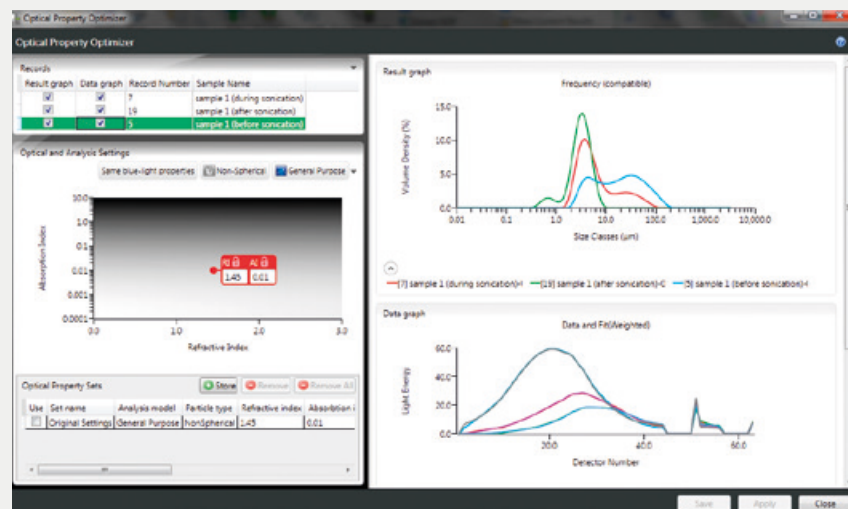 Optical Property Optimizer
Optical Property Optimizer
Records
Result graph Data graph Record Number Sample Name
7 sample 1 (during sonication)
19 sample 1 (after sonication)
5 sample 1 (before sonication)
Optical and Analysis Settings
Same blue-light properties Non-Spherical General Purpose
Absorption Index
10.0
1.0
0.1
0.01
0.001
0.0001
0.0 1.0 2.0 3.0
Refractive Index
RI AI
1.45 0.01
Optical Property Sets Store Remove Remove All
Use Set name Analysis model Particle type Refractive index Absorbtion i
Original Settings General Purpose NonSpherical 1.45 0.01
Result graph
Frequency (compatible)
Volume Density (%)
15.0
10.0
5.0
0.0
0.01 0.1 1.0 10.0 100.0 1,000.0 10,000.0
Size Classes (µm)
[7] sample 1 (during sonication)- [19] sample 1 (after sonication)- [5] sample 1 (before sonication)-
Data graph
Data and Fit(Weighted)
Light Energy
60.0
40.0
20.0
0.0
20.0 40.0 60.0
Detector Number
Save Apply Close